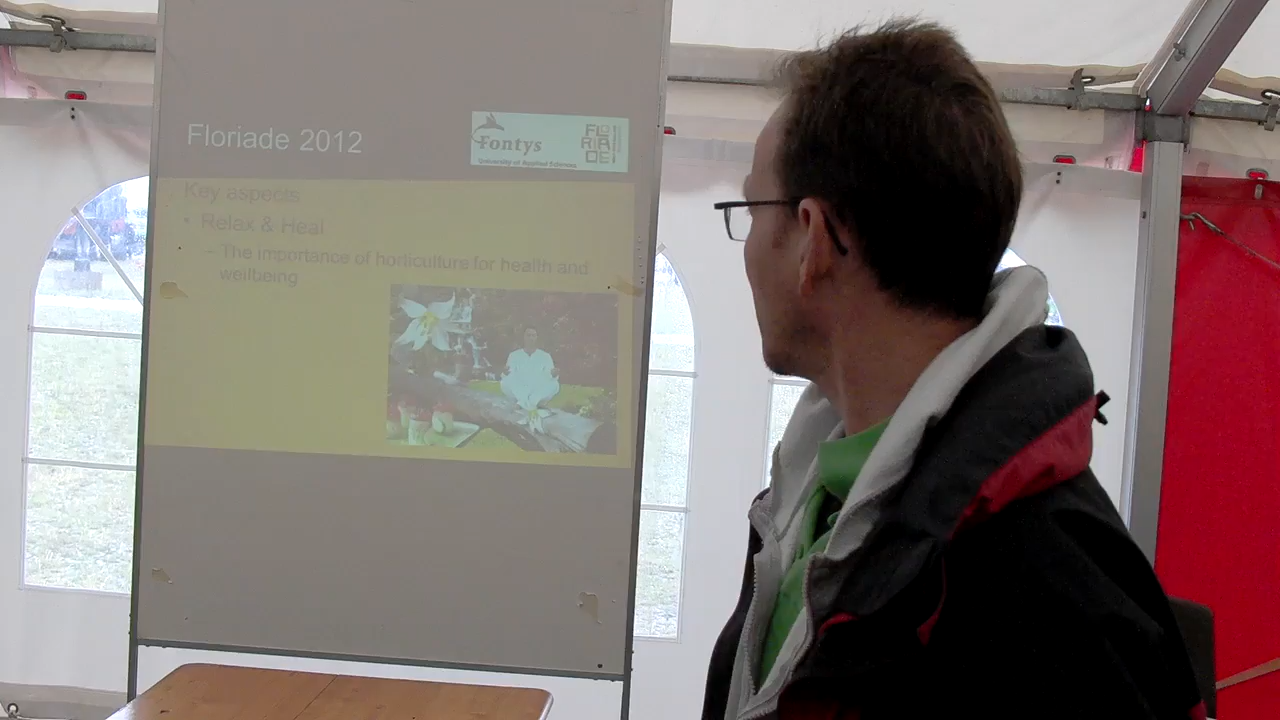 Floriade 2012
Fontys
University of Applied Sciences
FLO
RIA
DE
Key aspects
• Relax & Heal
– The importance of horticulture for health and
wellbeing